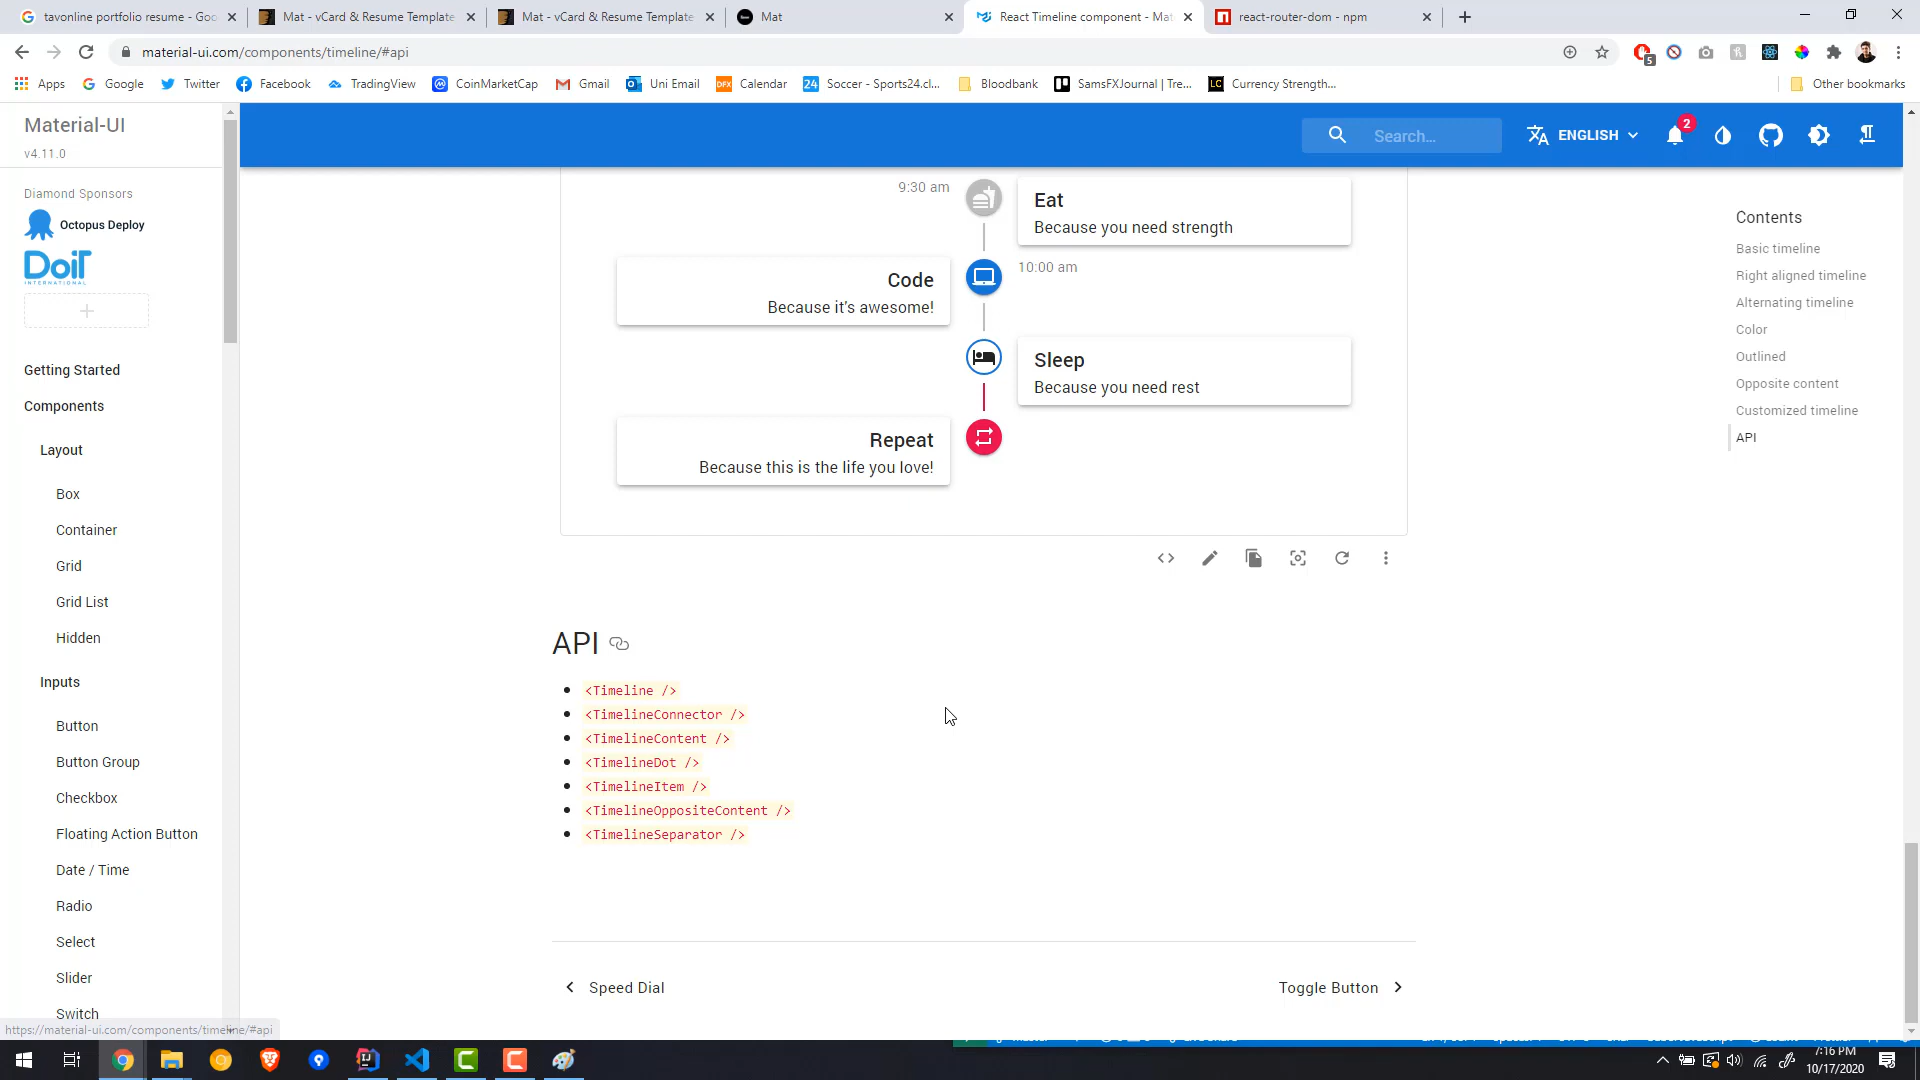 tavonline portfolio resume - Goo
Mat - vCard & Resume Template
Mat - vCard & Resume Template
Mat
React Timeline component - Mat
react-router-dom - npm
material-ui.com/components/timeline/#api
5
Apps
Google
Twitter
Facebook
TradingView
CoinMarketCap
Gmail
Uni Email
Calendar
Soccer - Sports24.cl...
Bloodbank
SamsFXJournal | Tre...
Currency Strength...
Other bookmarks
Material-UI
v4.11.0
Search...
ENGLISH
2
Diamond Sponsors
Octopus Deploy
DoiT
INTERNATIONAL
Getting Started
Components
Layout
Box
Container
Grid
Grid List
Hidden
Inputs
Button
Button Group
Checkbox
Floating Action Button
Date / Time
Radio
Select
Slider
Switch
9:30 am
Eat
Because you need strength
Code
Because it's awesome!
10:00 am
Sleep
Because you need rest
Repeat
Because this is the life you love!
API
<Timeline />
<TimelineConnector />
<TimelineContent />
<TimelineDot />
<TimelineItem />
<TimelineOppositeContent />
<TimelineSeparator />
Speed Dial
Toggle Button
Contents
Basic timeline
Right aligned timeline
Alternating timeline
Color
Outlined
Opposite content
Customized timeline
API
https://material-ui.com/components/timeline/#api
7:16 PM
10/17/2020